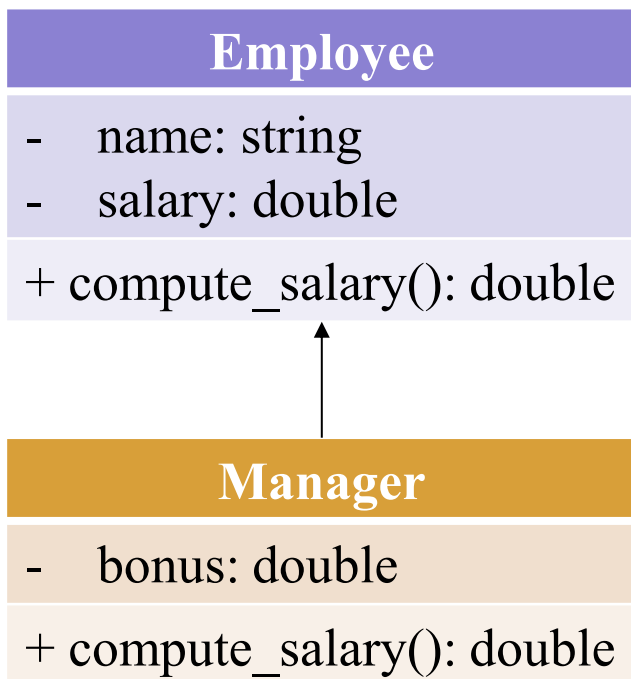 Employee
- name: string
- salary: double
+ compute_salary(): double
Manager
- bonus: double
+ compute_salary(): double